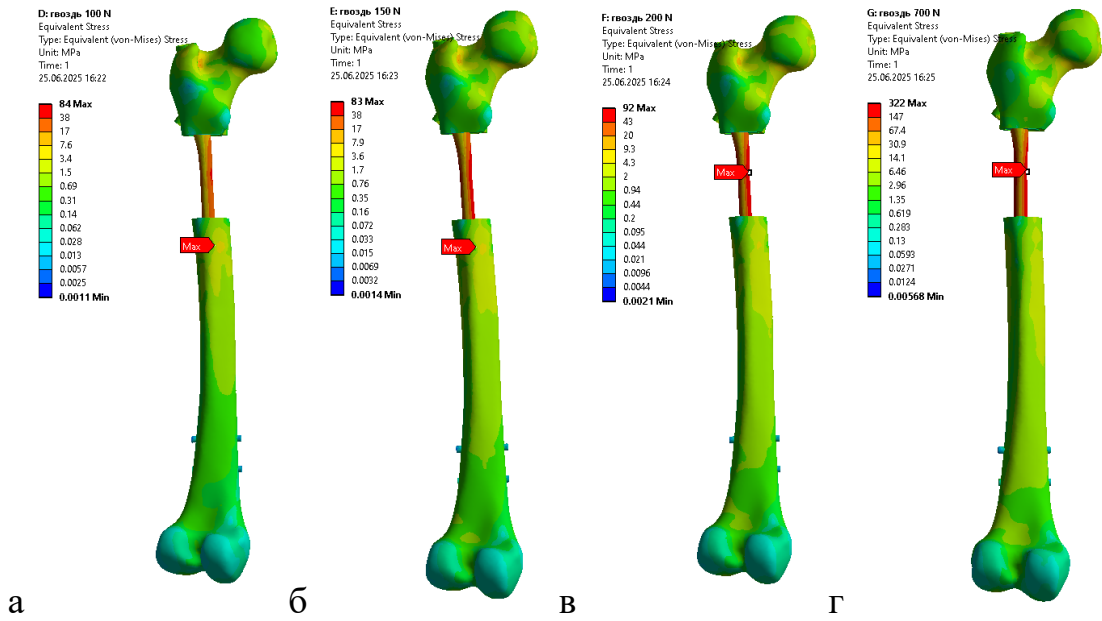 D: гвоздь 100 N
Equivalent Stress
Type: Equivalent (von-Mises) Stress
Unit: MPa
Time: 1
25.06.2025 16:22
84 Max
38
17
7.6
3.4
1.5
0.69
0.31
0.14
0.062
0.028
0.013
0.0057
0.0025
0.0011 Min
Max
E: гвоздь 150 N
Equivalent Stress
Type: Equivalent (von-Mises) Stress
Unit: MPa
Time: 1
25.06.2025 16:23
83 Max
38
17
7.9
3.6
1.7
0.76
0.35
0.16
0.072
0.033
0.015
0.0069
0.0032
0.0014 Min
Max
F: гвоздь 200 N
Equivalent Stress
Type: Equivalent (von-Mises) Stress
Unit: MPa
Time: 1
25.06.2025 16:24
92 Max
43
20
9.3
4.3
2
0.94
0.44
0.2
0.095
0.044
0.021
0.0096
0.0044
0.0021 Min
Max
G: гвоздь 700 N
Equivalent Stress
Type: Equivalent (von-Mises) Stress
Unit: MPa
Time: 1
25.06.2025 16:25
322 Max
147
67.4
30.9
14.1
6.46
2.96
1.35
0.619
0.283
0.13
0.0593
0.0271
0.0124
0.00568 Min
Max
а
б
в
г